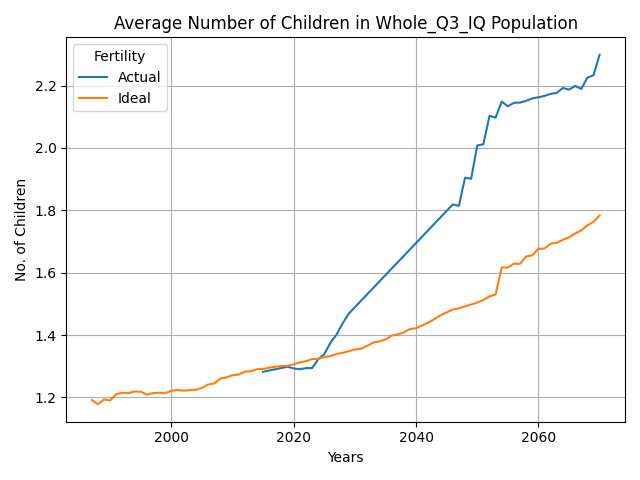 Average Number of Children in Whole_Q3_IQ Population
Fertility
Actual
Ideal
No. of Children
2.2
2.0
1.8
1.6
1.4
1.2
2000
2020
2040
2060
Years